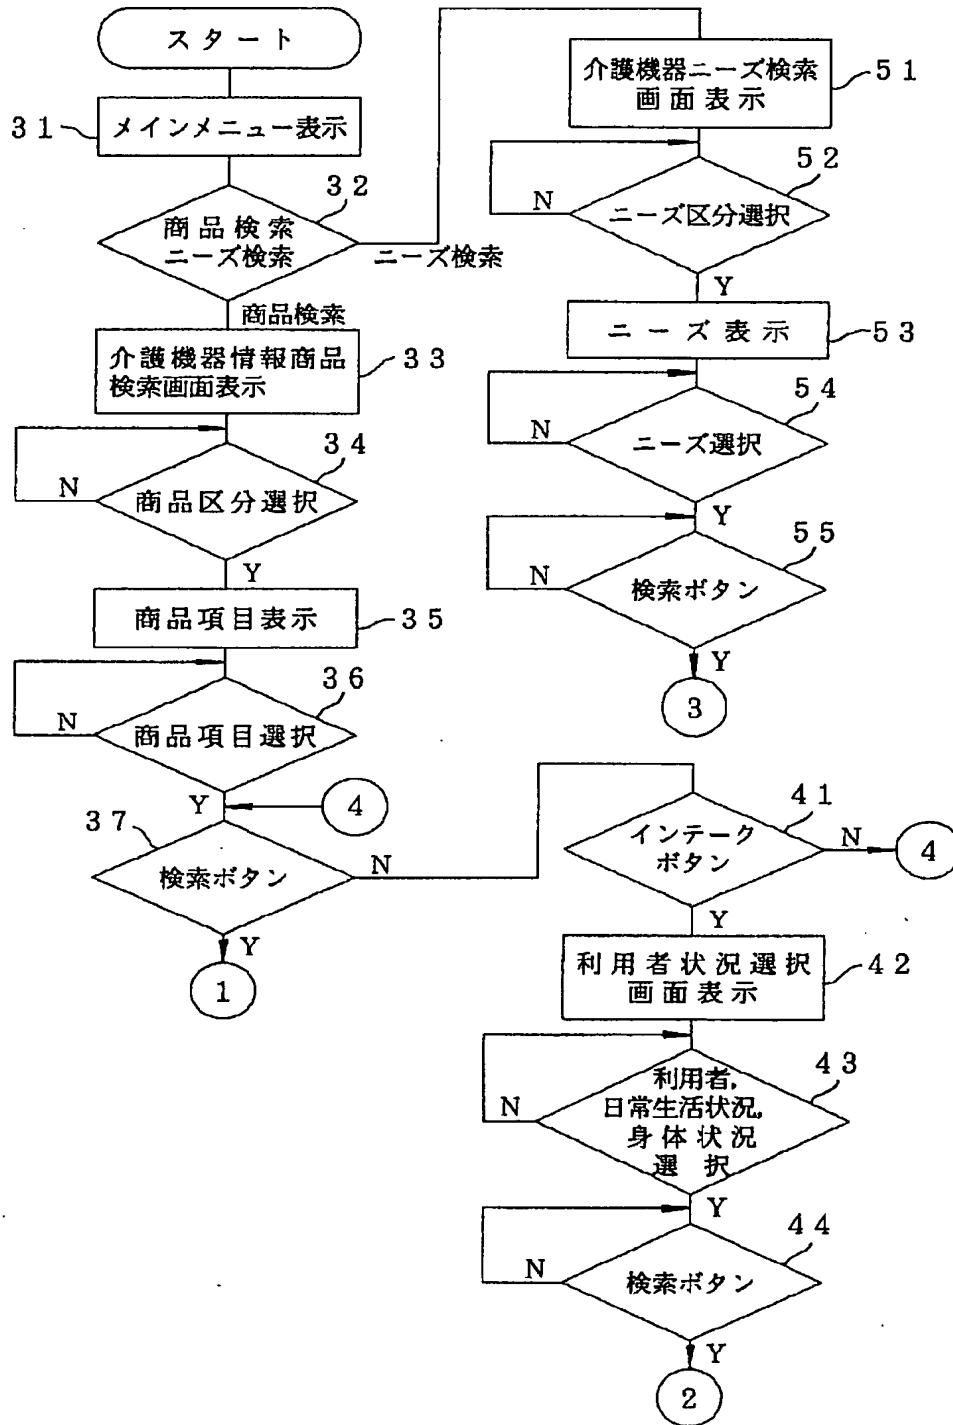 スタート
31
メインメニュー表示
32
商品検索
ニーズ検索
ニーズ検索
商品検索
介護機器情報商品
検索画面表示
33
34
商品区分選択
N
Y
商品項目表示
35
36
商品項目選択
N
Y
4
37
検索ボタン
N
Y
1
介護機器ニーズ検索
画面表示
51
52
ニーズ区分選択
N
Y
ニーズ表示
53
54
ニーズ選択
N
Y
55
検索ボタン
N
Y
3
41
インテーク
ボタン
N
4
Y
利用者状況選択
画面表示
42
43
利用者,
日常生活状況,
身体状況
選択
N
Y
44
検索ボタン
N
Y
2